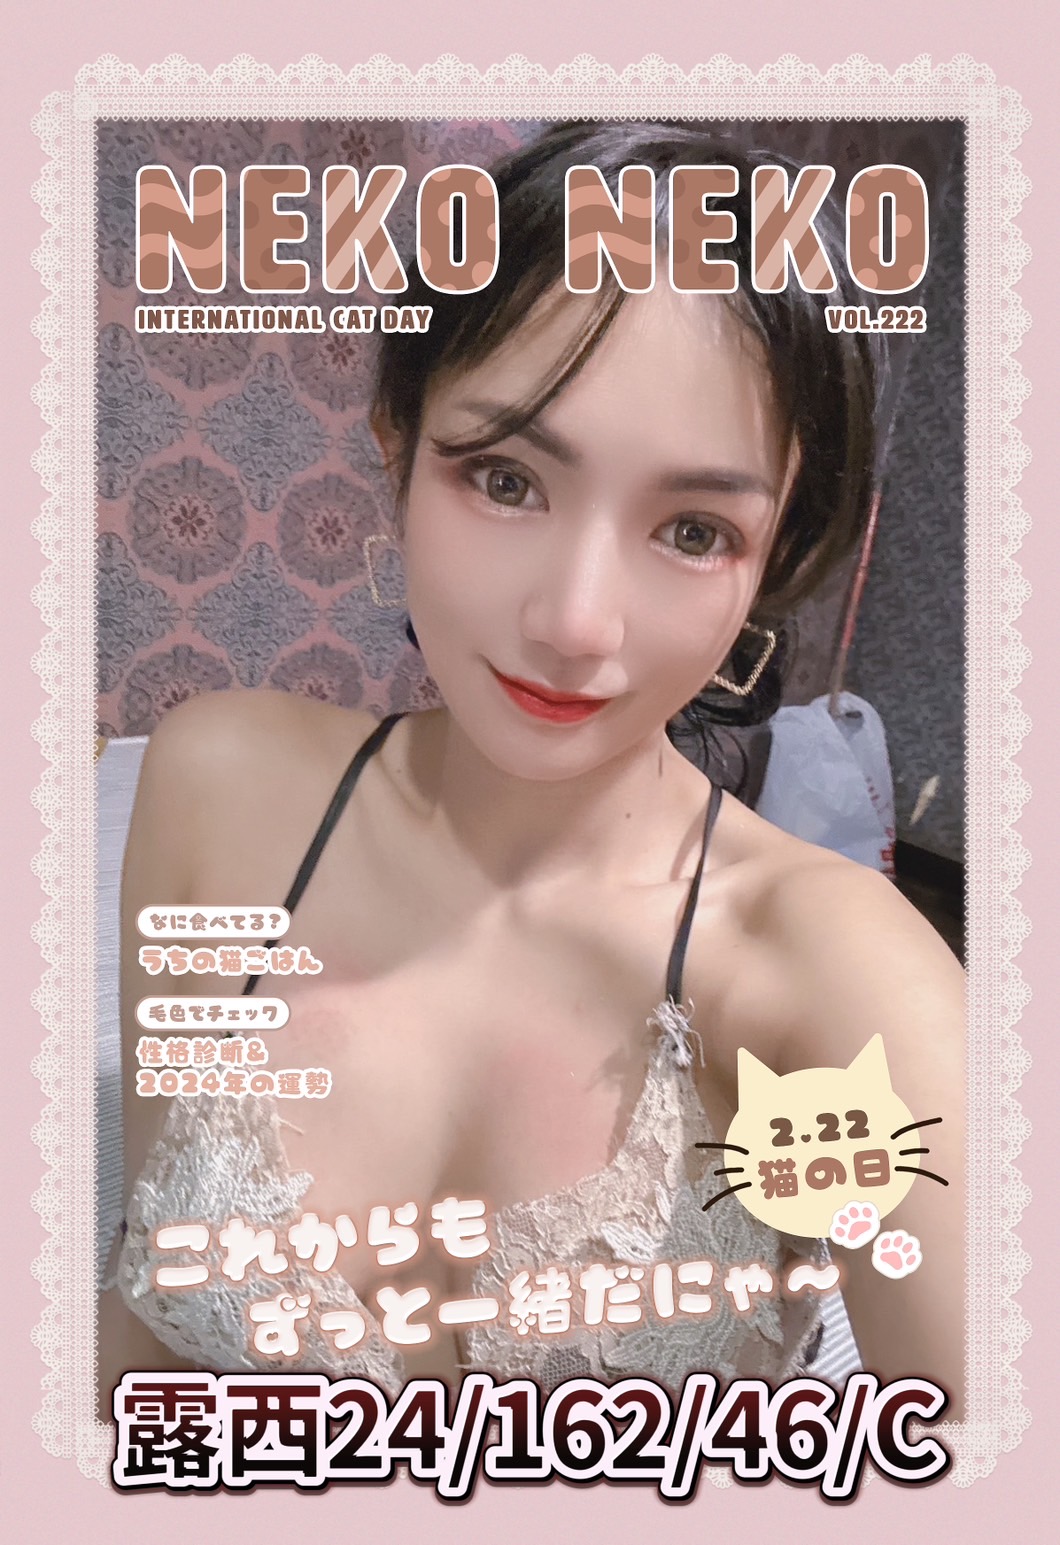 NEKO NEKO
INTERNATIONAL CAT DAY
VOL.222
なに食べてる?
うちの猫ごはん
毛色でチェック
性格診断&
2024年の運勢
2.22
猫の日
これからも
ずっと一緒だにゃ～
露西24/162/46/C